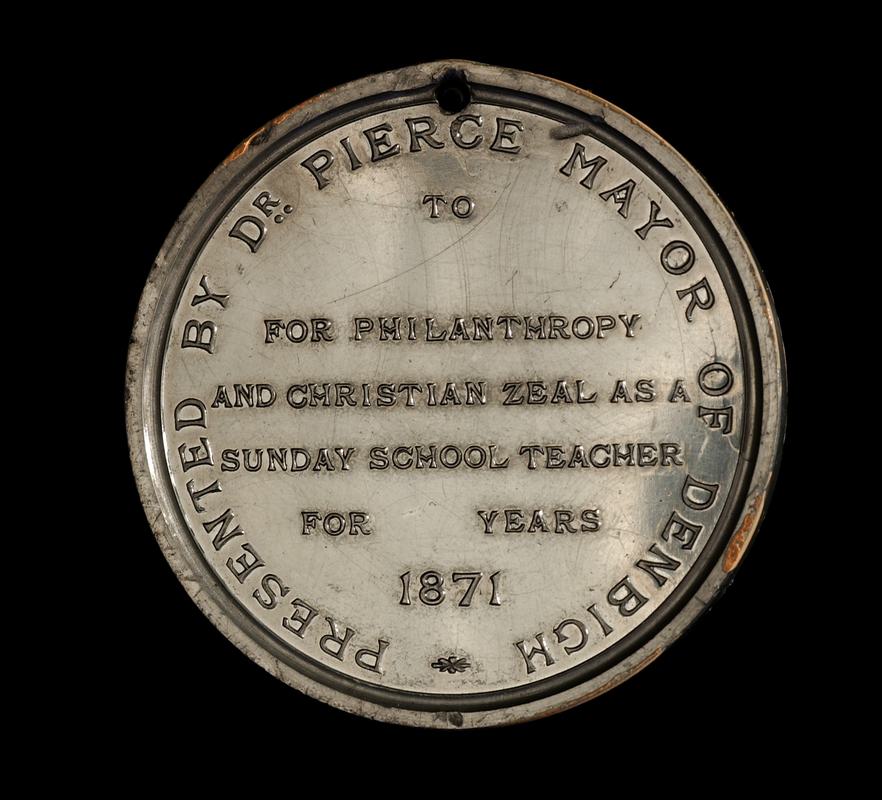 PRESENTED BY DR. PIERCE MAYOR OF DENBIGH
TO
FOR PHILANTHROPY
AND CHRISTIAN ZEAL AS A
SUNDAY SCHOOL TEACHER
FOR YEARS
1871